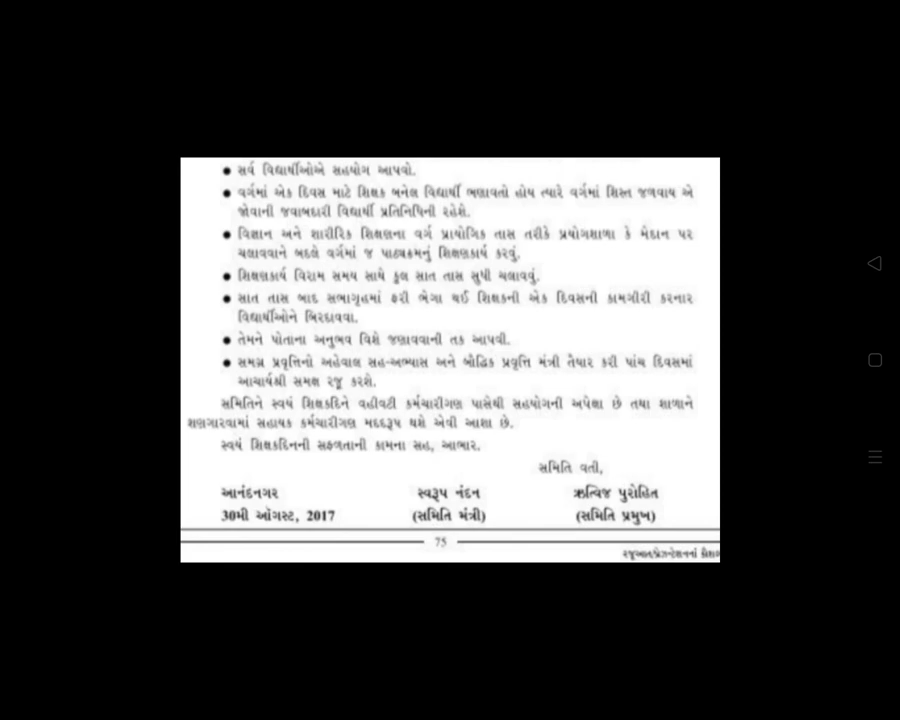 ● સર્વ વિદ્યાર્થીઓએ સહયોગ આપવો.
● વર્ગમાં એક દિવસ માટે શિક્ષક બનેલ વિદ્યાર્થી ભણાવતો હોય ત્યારે વર્ગમાં શિસ્ત જળવાય એ
જોવાની જવાબદારી વિદ્યાર્થી પ્રતિનિધિની રહેશે.
● વિજ્ઞાન અને શારીરિક શિક્ષણના વર્ગ પ્રાયોગિક તાસ તરીકે પ્રયોગશાળા કે મેદાન પર
ચલાવવાને બદલે વર્ગમાં જ પાઠ્યક્રમનું શિક્ષણકાર્ય કરવું.
● શિક્ષણકાર્ય વિરામ સમય સાથે કુલ સાત તાસ સુધી ચલાવવું.
● સાત તાસ બાદ સભાગૃહમાં ફરી ભેગા થઈ શિક્ષકની એક દિવસની કામગીરી કરનાર
વિદ્યાર્થીઓને બિરદાવવા.
● તેમને પોતાના અનુભવ વિશે જણાવવાની તક આપવી.
● સમગ્ર પ્રવૃત્તિનો અહેવાલ સહ-અભ્યાસ અને બૌદ્ધિક પ્રવૃત્તિ મંત્રી તૈયાર કરી પાંચ દિવસમાં
આચાર્યશ્રી સમક્ષ રજૂ કરશે.
સમિતિને સ્વયં શિક્ષકદિને વહીવટી કર્મચારીગણ પાસેથી સહયોગની અપેક્ષા છે તથા શાળાને
શણગારવામાં સહાયક કર્મચારીગણ મદદરૂપ થશે એવી આશા છે.
સ્વયં શિક્ષકદિનની સફળતાની કામના સહ, આભાર.
સમિતિ વતી,
આનંદનગર સ્વરૂપ નંદન ઋત્વિજ પુરોહિત
30મી ઑગસ્ટ, 2017 (સમિતિ મંત્રી) (સમિતિ પ્રમુખ)
75